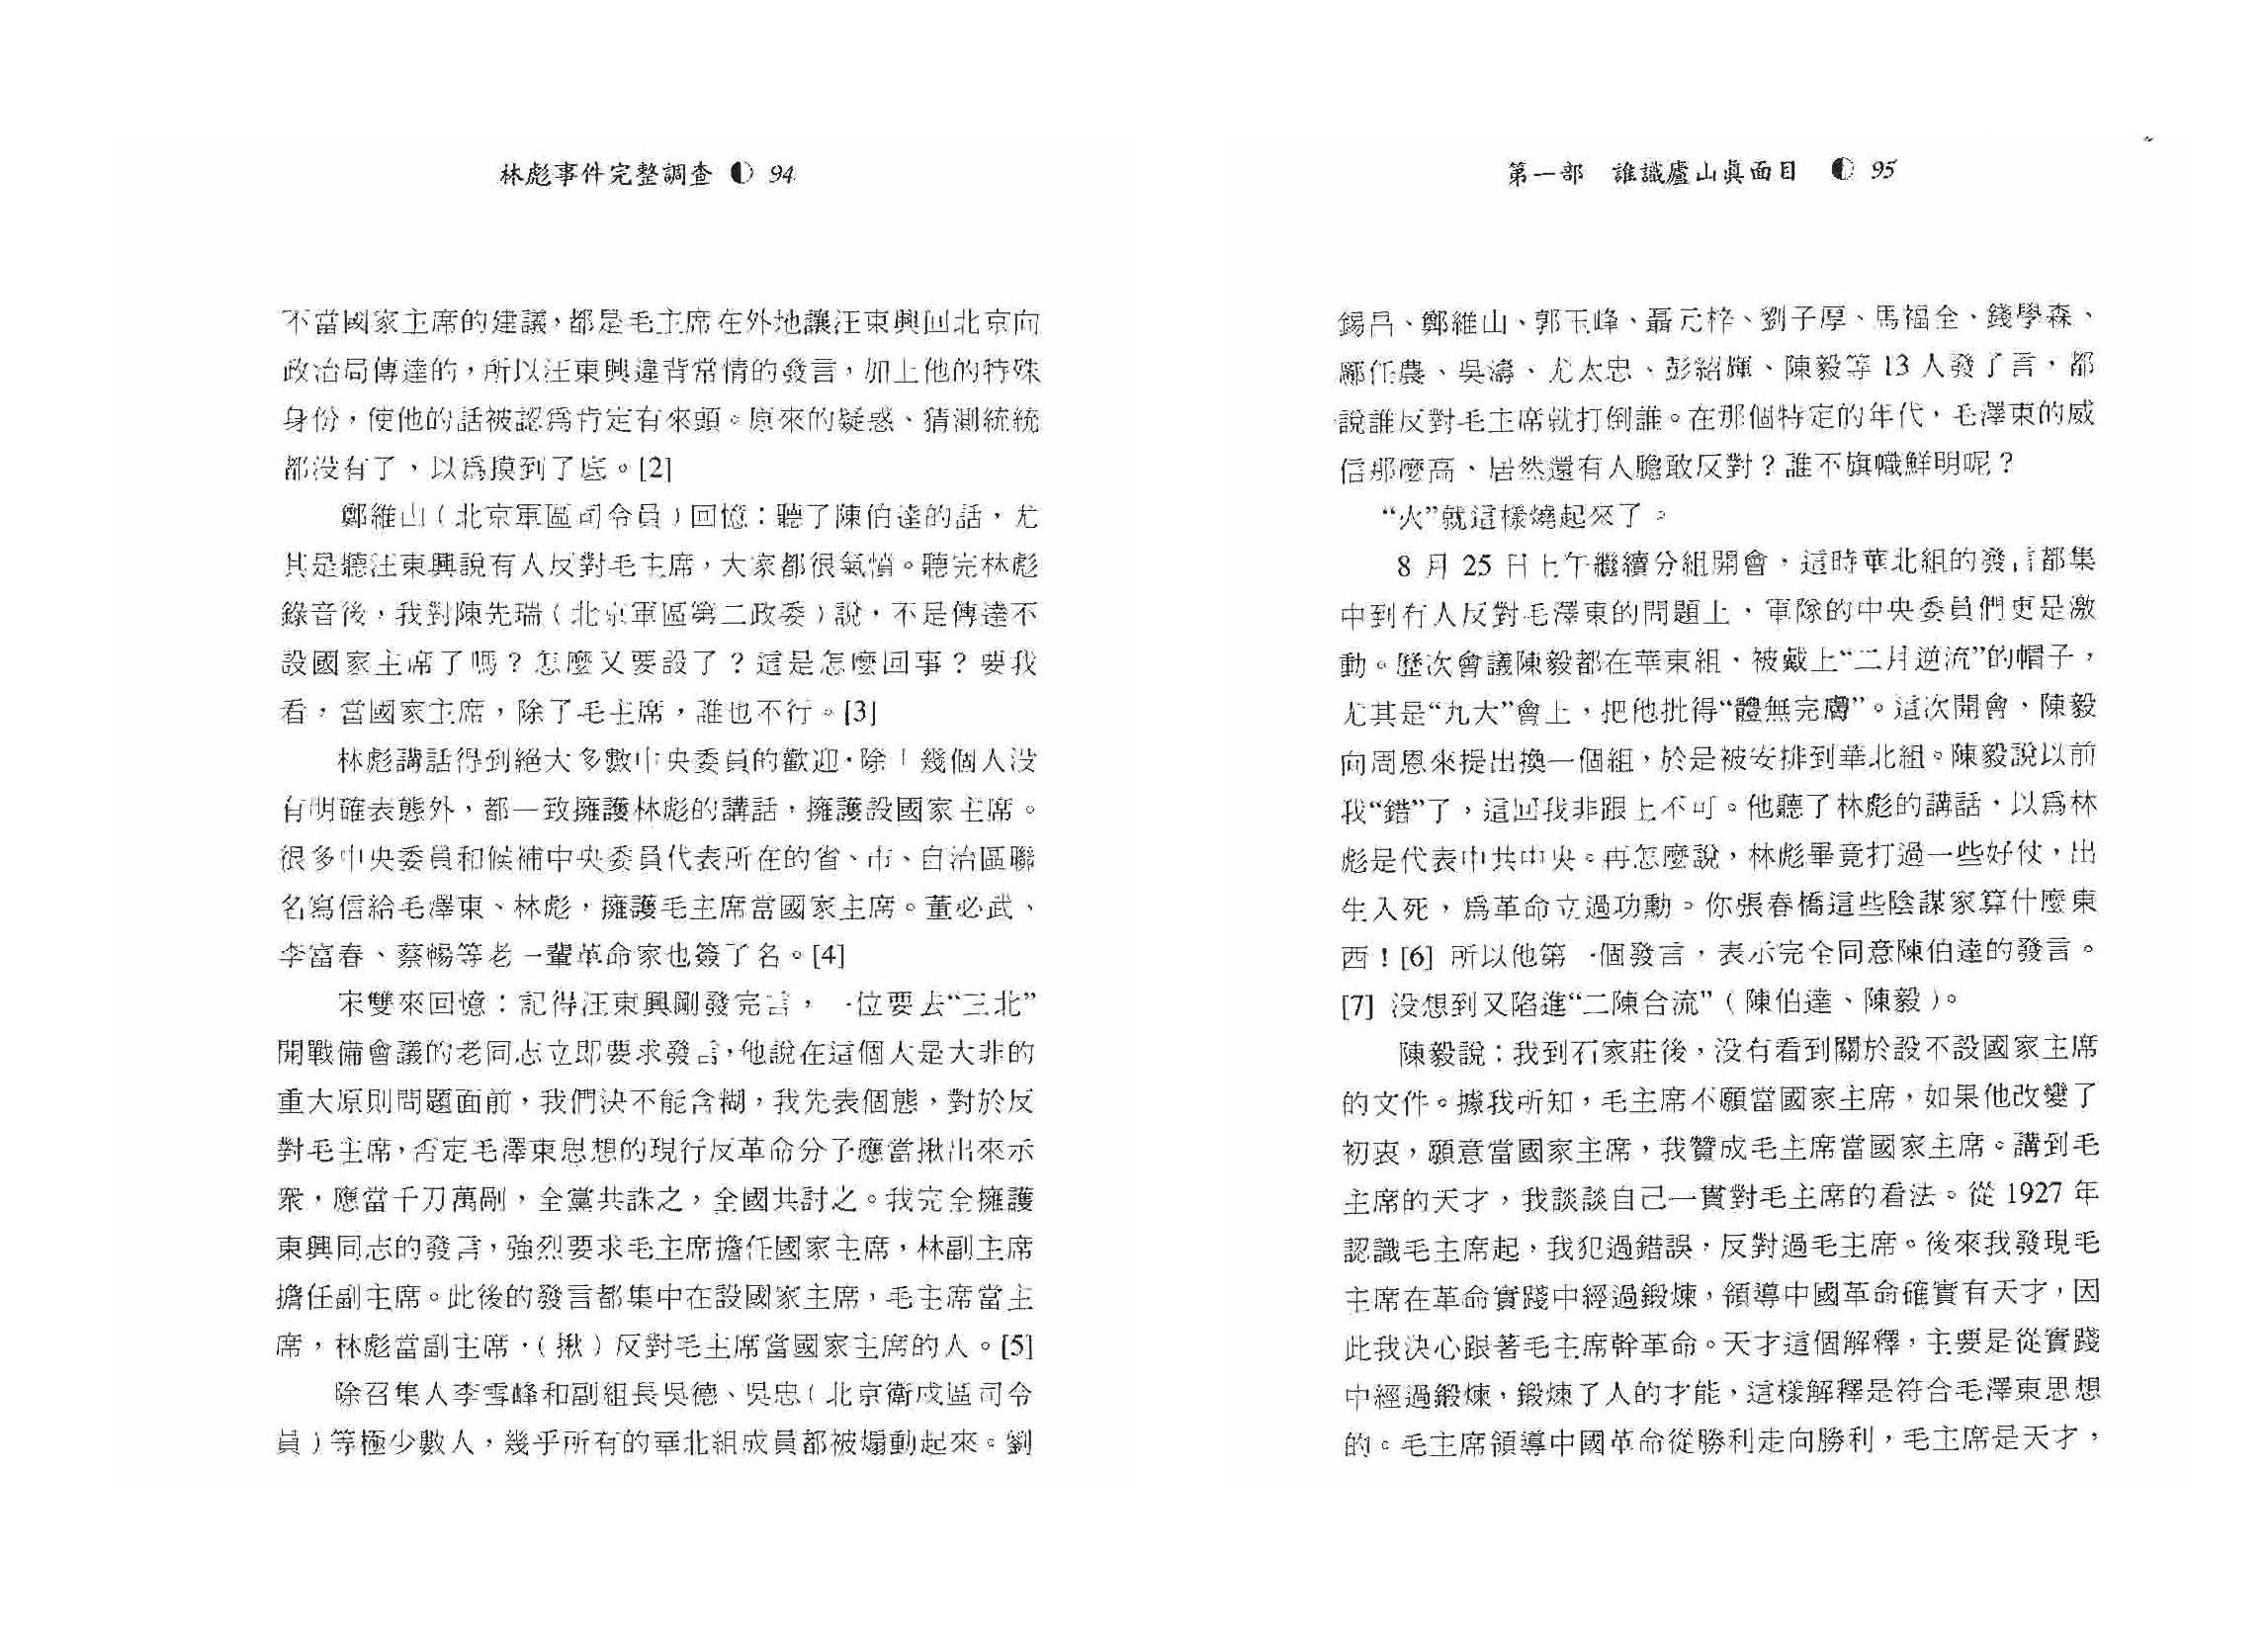 林彪事件完整調查 94
不當國家主席的建議，都是毛主席在外地讓汪東興回北京向
政治局傳達的，所以汪東興違背常情的發言，加上他的特殊
身份，使他的話被認爲肯定有來頭。原來的疑惑、猜測統統
都没有了，以爲摸到了底。[2]
鄭維山（北京軍區司令員）回憶：聽了陳伯達的話，尤
其是聽汪東興說有人反對毛主席，大家都很氣憤。聽完林彪
錄音後，我對陳先瑞（北京軍區第二政委）說，不是傳達不
設國家主席了嗎？怎麼又要設了？這是怎麼回事？要我
看，當國家主席，除了毛主席，誰也不行。[3]
林彪講話得到絕大多數中央委員的歡迎·除了幾個人没
有明確表態外，都一致擁護林彪的講話，擁護設國家主席。
很多中央委員和候補中央委員代表所在的省、市、自治區聯
名寫信給毛澤東、林彪，擁護毛主席當國家主席。董必武、
李富春、蔡暢等老一輩革命家也簽了名。[4]
宋雙來回憶：記得汪東興剛發完言，一位要去“三北”
開戰備會議的老同志立即要求發言，他說在這個大是大非的
重大原則問題面前，我們決不能含糊，我先表個態，對於反
對毛主席，否定毛澤東思想的現行反革命分子應當揪出來示
衆，應當千刀萬剮，全黨共誅之，全國共討之。我完全擁護
東興同志的發言，強烈要求毛主席擔任國家主席，林副主席
擔任副主席。此後的發言都集中在設國家主席，毛主席當主
席，林彪當副主席·（揪）反對毛主席當國家主席的人。[5]
除召集人李雪峰和副組長吳德、吳忠（北京衛戍區司令
員）等極少數人，幾乎所有的華北組成員都被煽動起來。劉
第一部　誰識廬山眞面目 95
錫昌、鄭維山、郭玉峰、聶元梓、劉子厚、馬福全、錢學森、
酈任農、吳濤、尤太忠、彭紹輝、陳毅等 13 人發了言，都
說誰反對毛主席就打倒誰。在那個特定的年代，毛澤東的威
信那麼高、居然還有人膽敢反對？誰不旗幟鮮明呢？
“火”就這樣燒起來了。
8 月 25 日上午繼續分組開會，這時華北組的發言都集
中到有人反對毛澤東的問題上，軍隊的中央委員們更是激
動。歷次會議陳毅都在華東組，被戴上“二月逆流”的帽子，
尤其是“九大”會上，把他批得“體無完膚”。這次開會，陳毅
向周恩來提出換一個組，於是被安排到華北組。陳毅說以前
我“錯”了，這回我非跟上不可。他聽了林彪的講話，以爲林
彪是代表中共中央。再怎麼說，林彪畢竟打過一些好仗，出
生入死，爲革命立過功勳。你張春橋這些陰謀家算什麼東
西！[6] 所以他第一個發言，表示完全同意陳伯達的發言。
[7] 没想到又陷進“二陳合流”（陳伯達、陳毅）。
陳毅說：我到石家莊後，没有看到關於設不設國家主席
的文件。據我所知，毛主席不願當國家主席，如果他改變了
初衷，願意當國家主席，我贊成毛主席當國家主席。講到毛
主席的天才，我談談自己一貫對毛主席的看法。從 1927 年
認識毛主席起，我犯過錯誤，反對過毛主席。後來我發現毛
主席在革命實踐中經過鍛煉，領導中國革命確實有天才，因
此我決心跟著毛主席幹革命。天才這個解釋，主要是從實踐
中經過鍛煉，鍛煉了人的才能，這樣解釋是符合毛澤東思想
的。毛主席領導中國革命從勝利走向勝利，毛主席是天才，